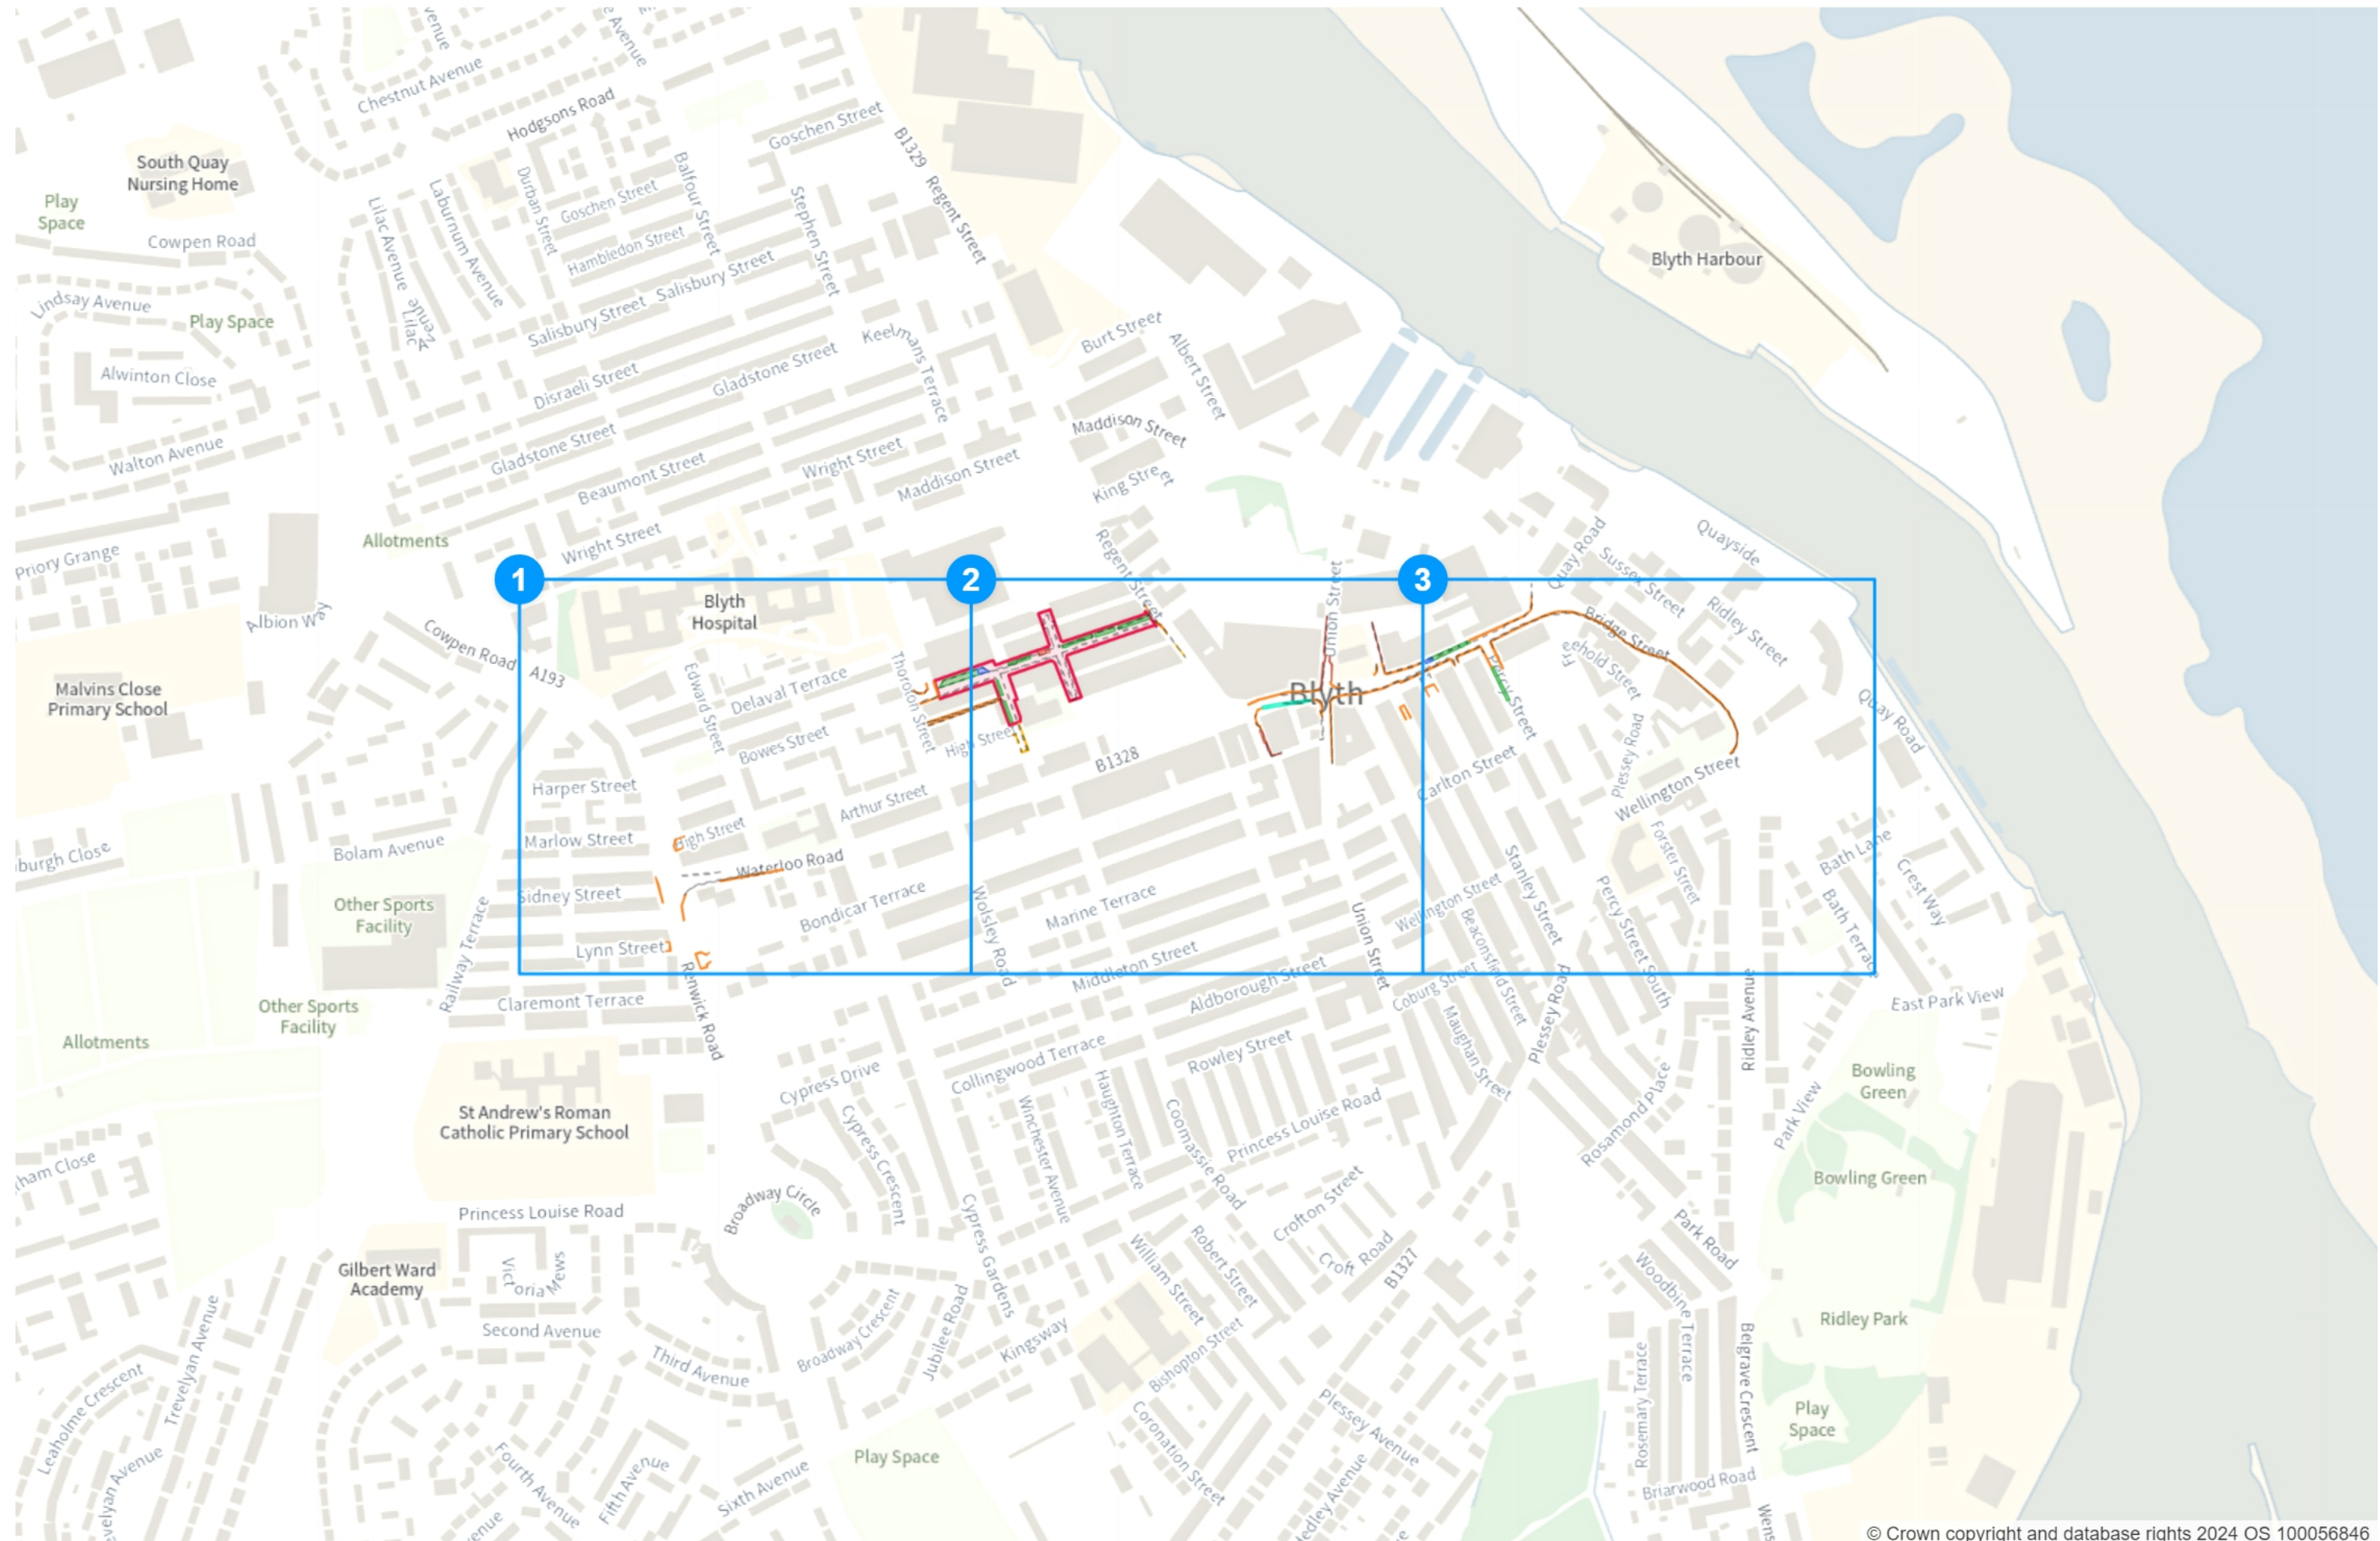 Chestnut Avenue
Hodgsons Road
Goschen Street
B1329
Regent Street
South Quay
Nursing Home
Play
Space
Cowpen Road
Lindsay Avenue
Play Space
Alwinton Close
Walton Avenue
Lilac Avenue
Lilac
Laburnum Avenue
Durban Street
Goschen Street
Balfour Street
Hambledon Street
Stephen Street
Salisbury Street
Salisbury Street
Disraeli Street
Gladstone Street
Keelmans Terrace
Gladstone Street
Beaumont Street
Wright Street
Maddison Street
Burt Street
Albert Street
Maddison Street
King Street
Blyth Harbour
Allotments
Wright Street
Priory Grange
Albion Way
Cowpen Road
A193
Malvins Close
Primary School
1
2
3
Blyth
Hospital
Regent Street
Union Street
Quay Road
Quayside
Sussex Street
Ridley Street
Bridge Street
Quay Road
Edward Street
Delaval Terrace
Thoroton Street
Bowes Street
High Street
B1328
Blyth
Percy Street
Plessey Road
Carlton Street
Wellington Street
Harper Street
Marlow Street
High Street
Arthur Street
Waterloo Road
Bolam Avenue
Sidney Street
Lynn Street
Bondicar Terrace
Wolsley Road
Marine Terrace
Middleton Street
Aldborough Street
Union Street
Wellington Street
Stanley Street
Beaconsfield Street
Coburg Street
Percy Street South
Forster Street
Bath Lane
Crest Way
Bath Terrace
East Park View
Other Sports
Facility
Railway Terrace
Other Sports
Facility
Allotments
Claremont Terrace
Renwick Road
St Andrew's Roman
Catholic Primary School
Cypress Drive
Cypress Crescent
Collingwood Terrace
Rowley Street
Haughton Terrace
Winchester Avenue
Coomassie Road
Princess Louise Road
Maughan Street
Plessey Road
Rosamond Place
Ridley Avenue
Park View
Bowling
Green
Bowling Green
Broadway Circle
Princess Louise Road
Gilbert Ward
Academy
Victoria Mews
Second Avenue
Third Avenue
Broadway Crescent
Jubilee Road
Cypress Gardens
Kingsway
William Street
Robert Street
Crofton Street
Croft Road
B1327
Bishopton Street
Coronation Street
Plessey Avenue
Park Road
Woodbine Terrace
Rosemary Terrace
Belgrave Crescent
Ridley Park
Play
Space
Briarwood Road
Leaholme Crescent
Trevelyan Avenue
Fourth Avenue
Fifth Avenue
Sixth Avenue
Play Space
© Crown copyright and database rights 2024 OS 100056846